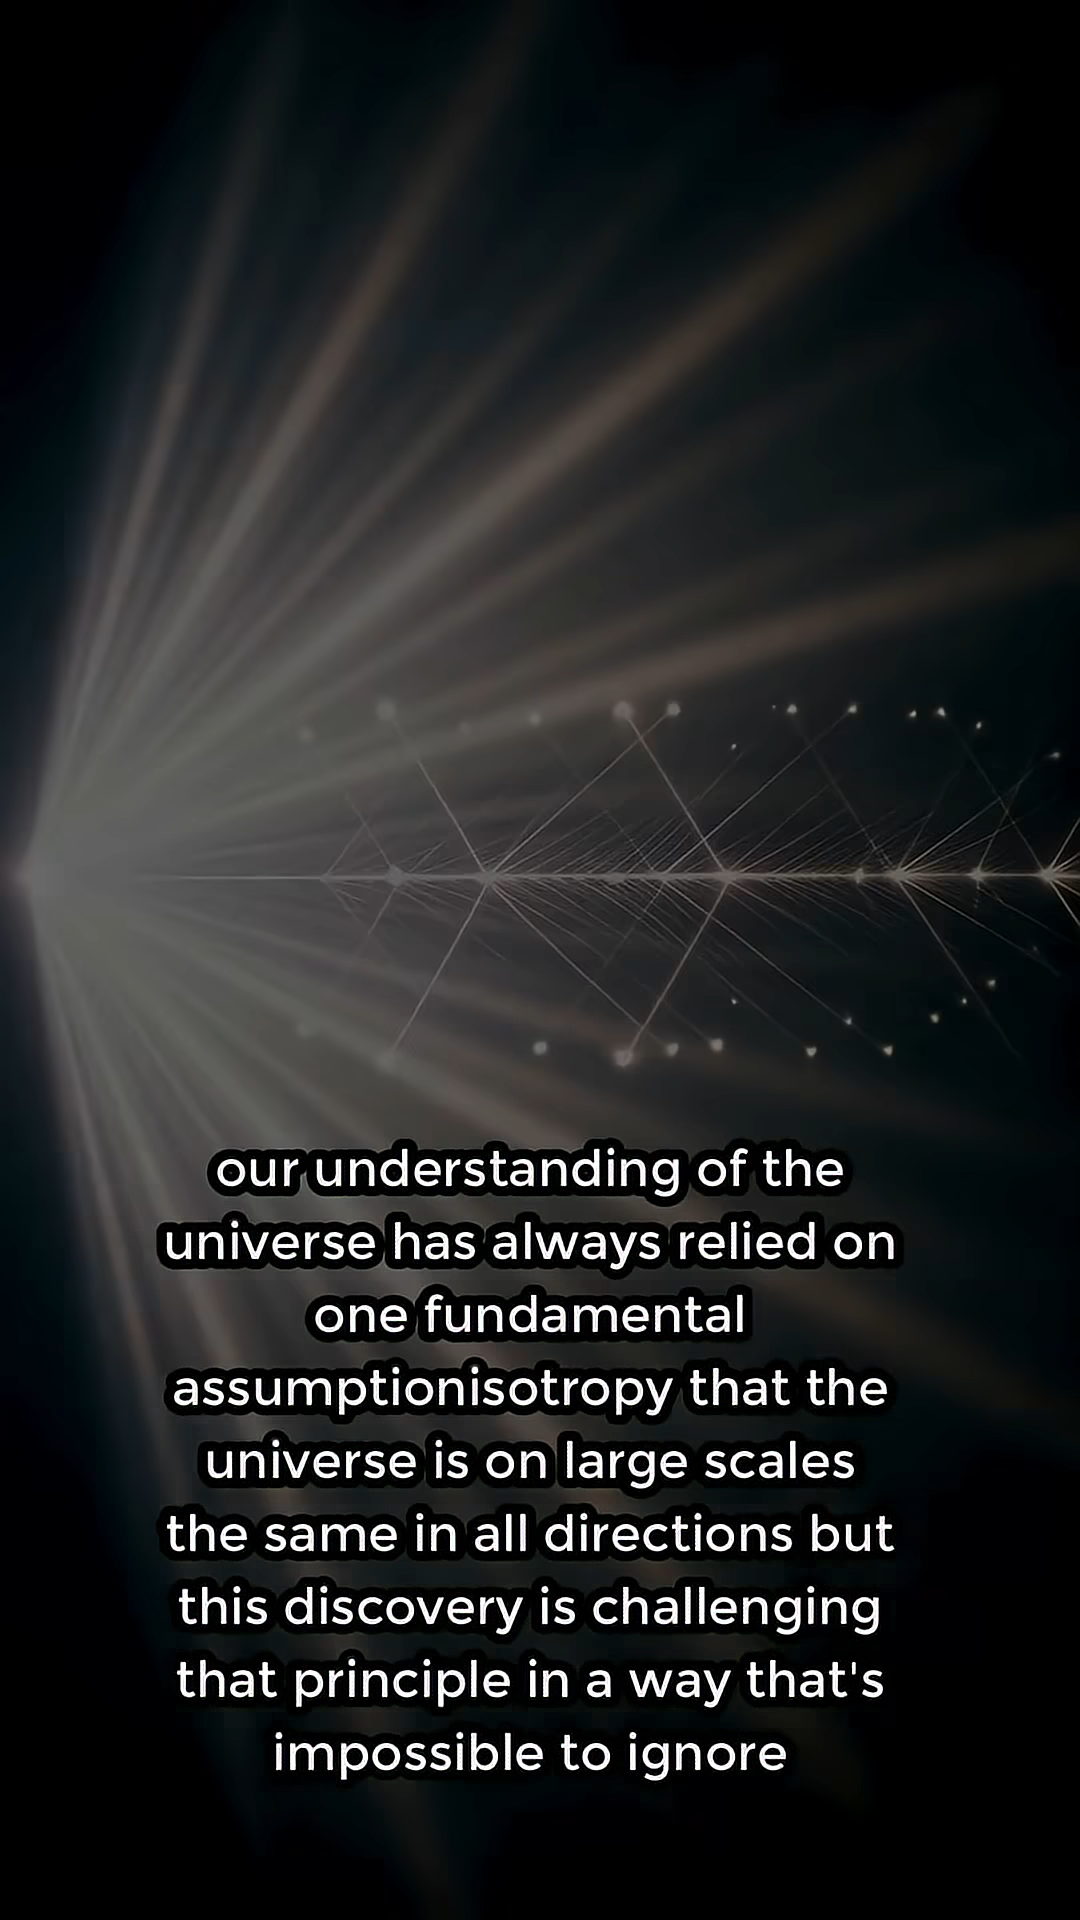 our understanding of the
universe has always relied on
one fundamental
assumptionisotropy that the
universe is on large scales
the same in all directions but
this discovery is challenging
that principle in a way that's
impossible to ignore